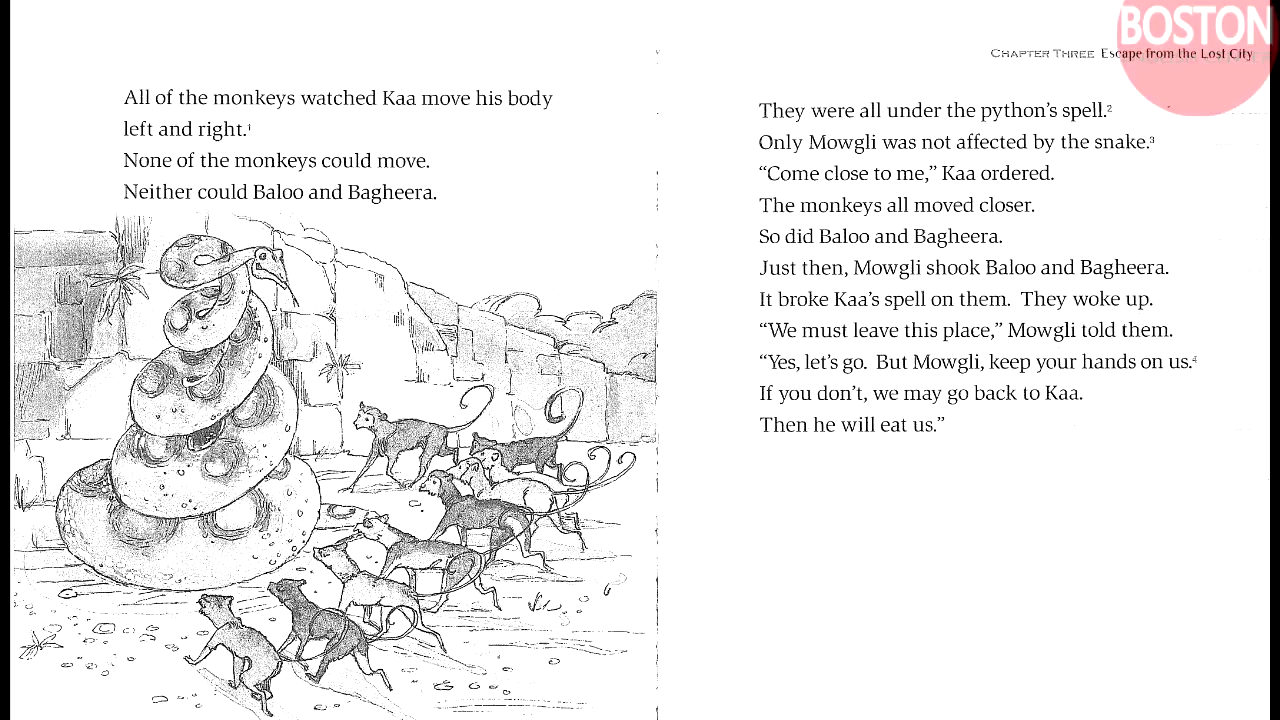 All of the monkeys watched Kaa move his body
left and right.¹
None of the monkeys could move.
Neither could Baloo and Bagheera.
BOSTON
CHAPTER THREE Escape from the Lost City
They were all under the python's spell.²
Only Mowgli was not affected by the snake.³
“Come close to me,” Kaa ordered.
The monkeys all moved closer.
So did Baloo and Bagheera.
Just then, Mowgli shook Baloo and Bagheera.
It broke Kaa's spell on them. They woke up.
“We must leave this place,” Mowgli told them.
“Yes, let's go. But Mowgli, keep your hands on us.⁴
If you don't, we may go back to Kaa.
Then he will eat us.”